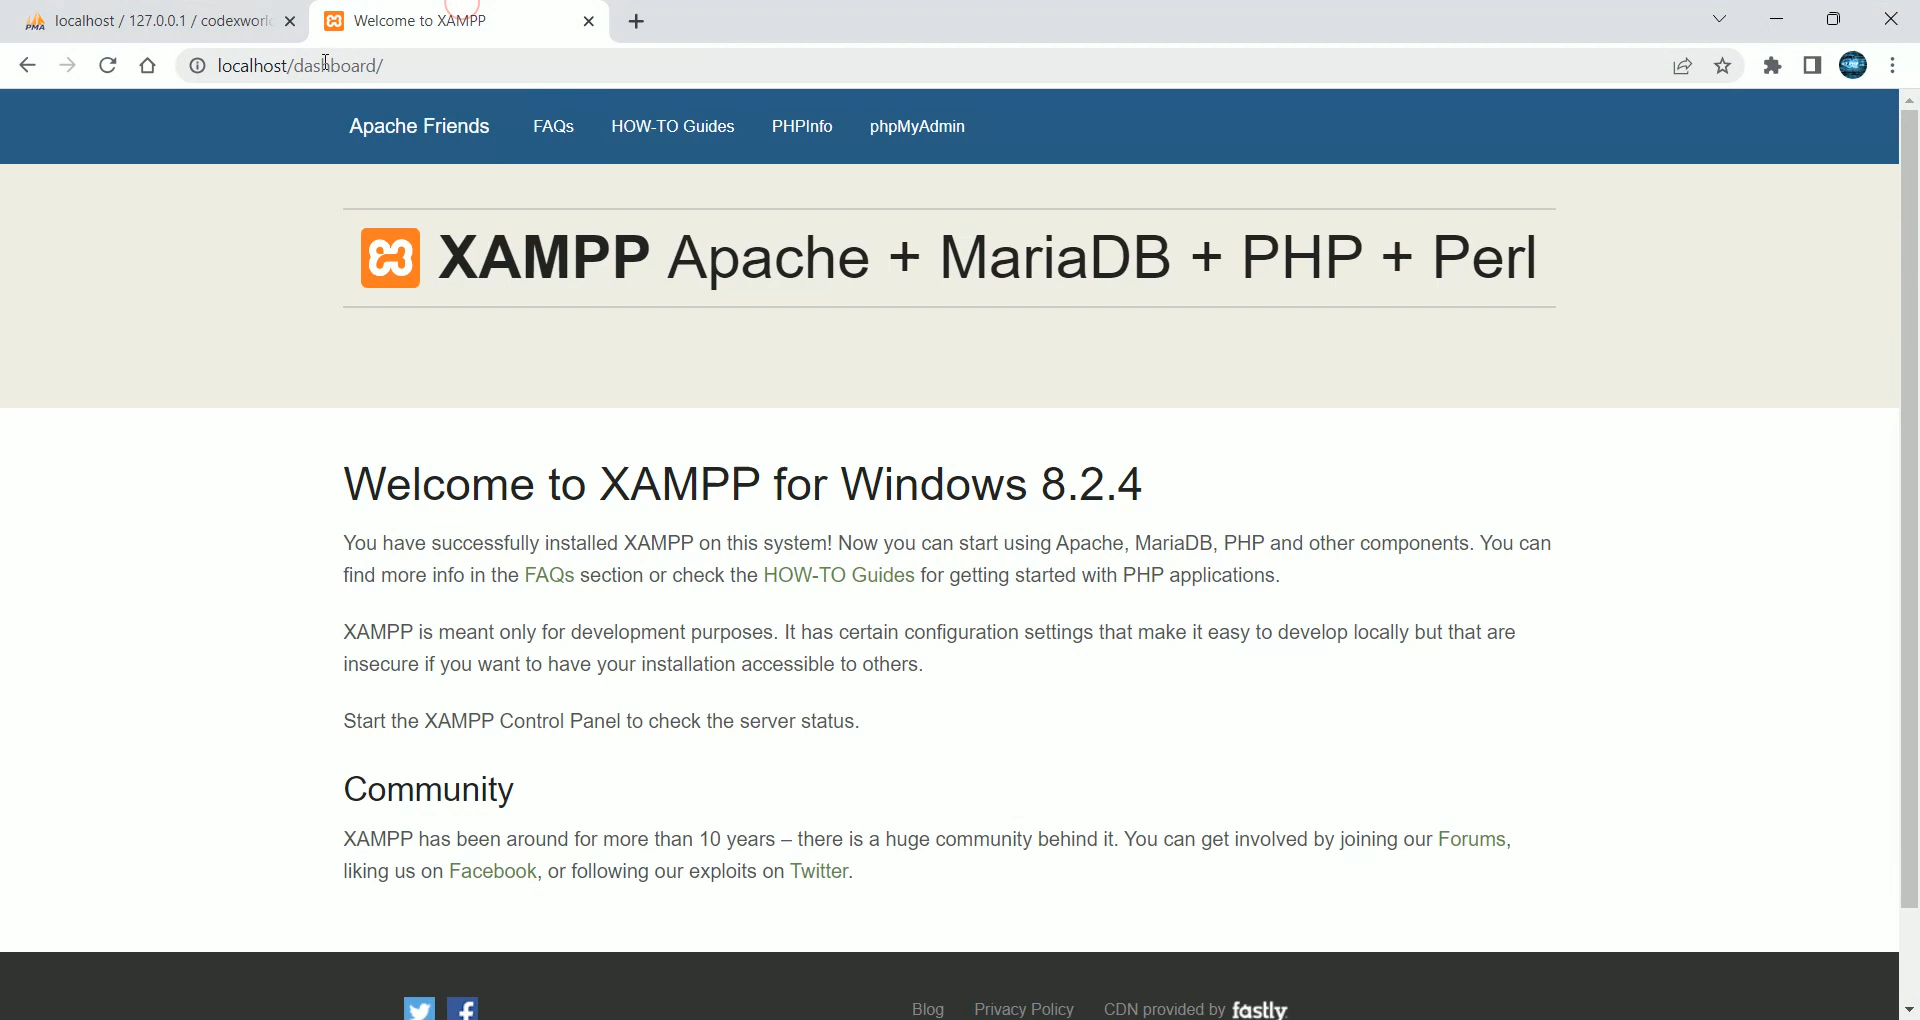 localhost / 127.0.0.1 / codexworl
Welcome to XAMPP
localhost/dashboard/
Apache Friends
FAQs
HOW-TO Guides
PHPInfo
phpMyAdmin
XAMPP Apache + MariaDB + PHP + Perl
Welcome to XAMPP for Windows 8.2.4
You have successfully installed XAMPP on this system! Now you can start using Apache, MariaDB, PHP and other components. You can
find more info in the FAQs section or check the HOW-TO Guides for getting started with PHP applications.
XAMPP is meant only for development purposes. It has certain configuration settings that make it easy to develop locally but that are
insecure if you want to have your installation accessible to others.
Start the XAMPP Control Panel to check the server status.
Community
XAMPP has been around for more than 10 years – there is a huge community behind it. You can get involved by joining our Forums,
liking us on Facebook, or following our exploits on Twitter.
Blog
Privacy Policy
CDN provided by fastly